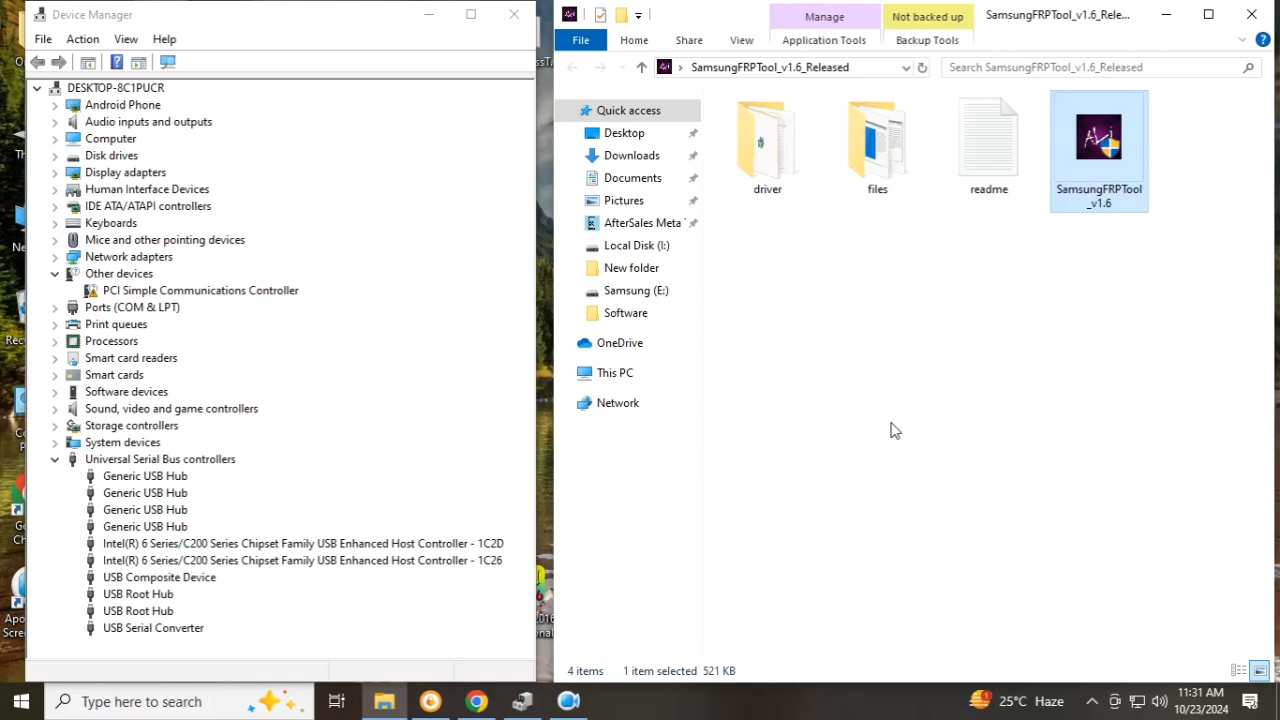 Device Manager
File Action View Help
DESKTOP-8C1PUCR
Android Phone
Audio inputs and outputs
Computer
Disk drives
Display adapters
Human Interface Devices
IDE ATA/ATAPI controllers
Keyboards
Mice and other pointing devices
Network adapters
Other devices
PCI Simple Communications Controller
Ports (COM & LPT)
Print queues
Processors
Smart card readers
Smart cards
Software devices
Sound, video and game controllers
Storage controllers
System devices
Universal Serial Bus controllers
Generic USB Hub
Generic USB Hub
Generic USB Hub
Generic USB Hub
Intel(R) 6 Series/C200 Series Chipset Family USB Enhanced Host Controller - 1C2D
Intel(R) 6 Series/C200 Series Chipset Family USB Enhanced Host Controller - 1C26
USB Composite Device
USB Root Hub
USB Root Hub
USB Serial Converter
Manage Not backed up SamsungFRPTool_v1.6_Rele...
File Home Share View Application Tools Backup Tools
SamsungFRPTool_v1.6_Released
Search SamsungFRPTool_v1.6_Released
Quick access
Desktop
Downloads
Documents
Pictures
AfterSales Meta
Local Disk (I:)
New folder
Samsung (E:)
Software
OneDrive
This PC
Network
driver
files
readme
SamsungFRPTool
_v1.6
4 items 1 item selected 521 KB
Type here to search
25°C Haze
11:31 AM
10/23/2024